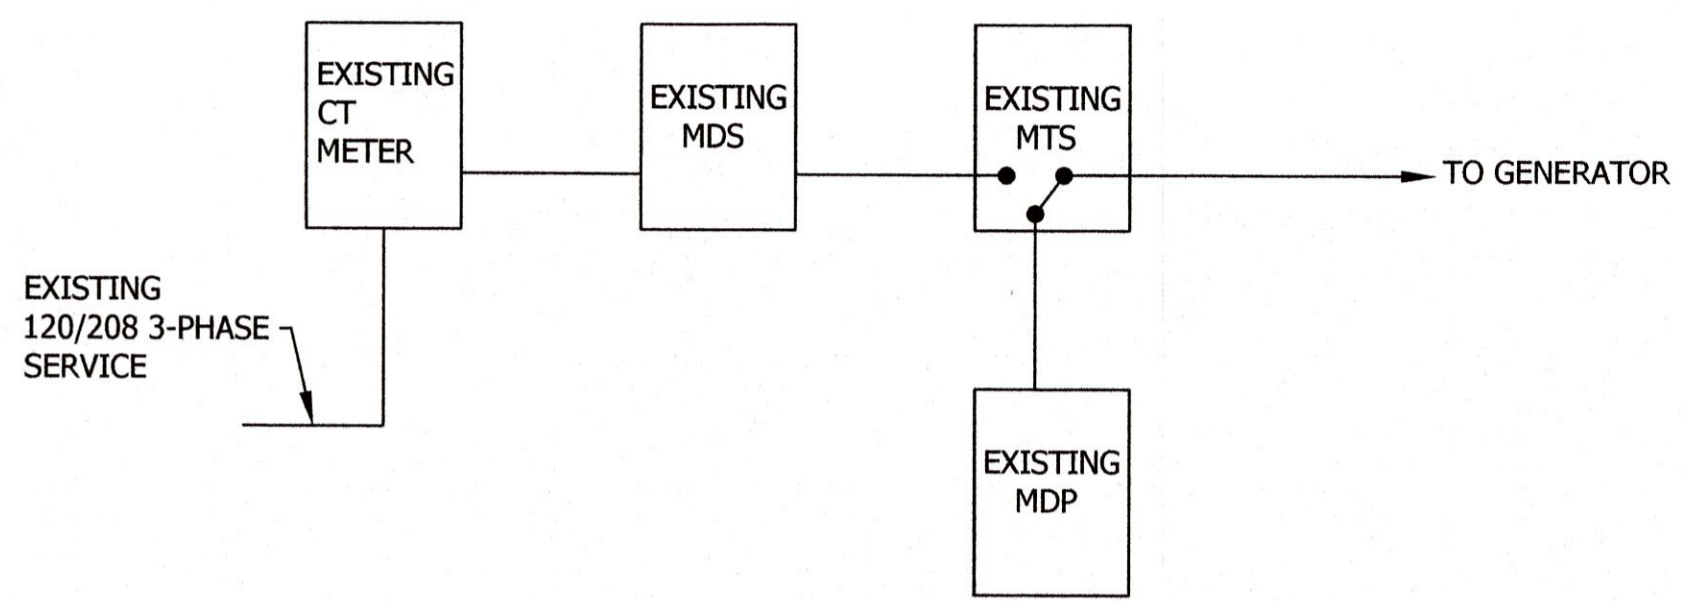 EXISTING
CT
METER
EXISTING
MDS
EXISTING
MTS
TO GENERATOR
EXISTING
120/208 3-PHASE
SERVICE
EXISTING
MDP